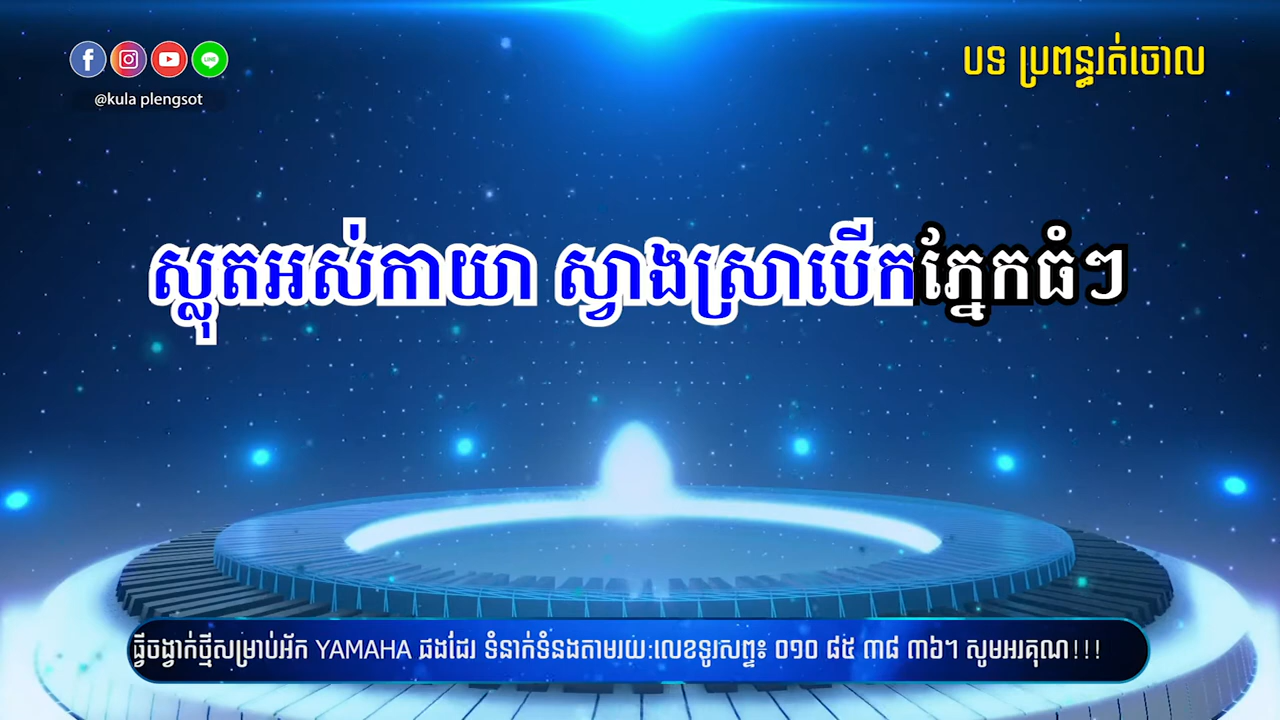 បទ ប្រពន្ធរត់ចោល
@kula plengsot
ស្លុតអស់កាយា ស្វាងស្រាបើកភ្នែកធំៗ
ធ្វើចង្វាក់ថ្មីសម្រាប់អ័ក YAMAHA ផងដែរ ទំនាក់ទំនងតាមរយៈលេខទូរសព្ទ៖ ០១០ ៨៥ ៣៨ ៣៦។ សូមអរគុណ!!!